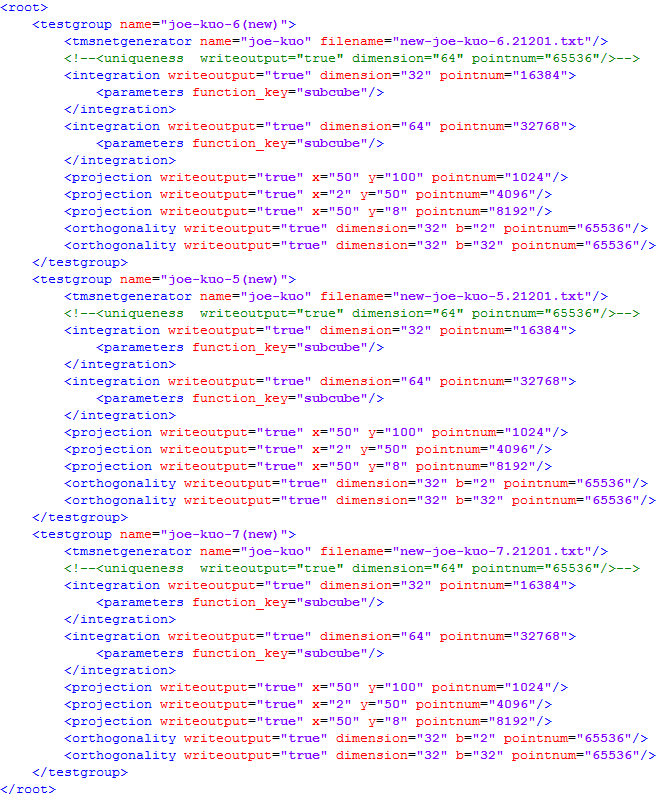 <root>
    <testgroup name="joe-kuo-6(new)">
        <tmsnetgenerator name="joe-kuo" filename="new-joe-kuo-6.21201.txt"/>
        <!--<uniqueness  writeoutput="true" dimension="64" pointnum="65536"/>-->
        <integration writeoutput="true" dimension="32" pointnum="16384">
            <parameters function_key="subcube"/>
        </integration>
        <integration writeoutput="true" dimension="64" pointnum="32768">
            <parameters function_key="subcube"/>
        </integration>
        <projection writeoutput="true" x="50" y="100" pointnum="1024"/>
        <projection writeoutput="true" x="2" y="50" pointnum="4096"/>
        <projection writeoutput="true" x="50" y="8" pointnum="8192"/>
        <orthogonality writeoutput="true" dimension="32" b="2" pointnum="65536"/>
        <orthogonality writeoutput="true" dimension="32" b="32" pointnum="65536"/>
    </testgroup>
    <testgroup name="joe-kuo-5(new)">
        <tmsnetgenerator name="joe-kuo" filename="new-joe-kuo-5.21201.txt"/>
        <!--<uniqueness  writeoutput="true" dimension="64" pointnum="65536"/>-->
        <integration writeoutput="true" dimension="32" pointnum="16384">
            <parameters function_key="subcube"/>
        </integration>
        <integration writeoutput="true" dimension="64" pointnum="32768">
            <parameters function_key="subcube"/>
        </integration>
        <projection writeoutput="true" x="50" y="100" pointnum="1024"/>
        <projection writeoutput="true" x="2" y="50" pointnum="4096"/>
        <projection writeoutput="true" x="50" y="8" pointnum="8192"/>
        <orthogonality writeoutput="true" dimension="32" b="2" pointnum="65536"/>
        <orthogonality writeoutput="true" dimension="32" b="32" pointnum="65536"/>
    </testgroup>
    <testgroup name="joe-kuo-7(new)">
        <tmsnetgenerator name="joe-kuo" filename="new-joe-kuo-7.21201.txt"/>
        <!--<uniqueness  writeoutput="true" dimension="64" pointnum="65536"/>-->
        <integration writeoutput="true" dimension="32" pointnum="16384">
            <parameters function_key="subcube"/>
        </integration>
        <integration writeoutput="true" dimension="64" pointnum="32768">
            <parameters function_key="subcube"/>
        </integration>
        <projection writeoutput="true" x="50" y="100" pointnum="1024"/>
        <projection writeoutput="true" x="2" y="50" pointnum="4096"/>
        <projection writeoutput="true" x="50" y="8" pointnum="8192"/>
        <orthogonality writeoutput="true" dimension="32" b="2" pointnum="65536"/>
        <orthogonality writeoutput="true" dimension="32" b="32" pointnum="65536"/>
    </testgroup>
</root>